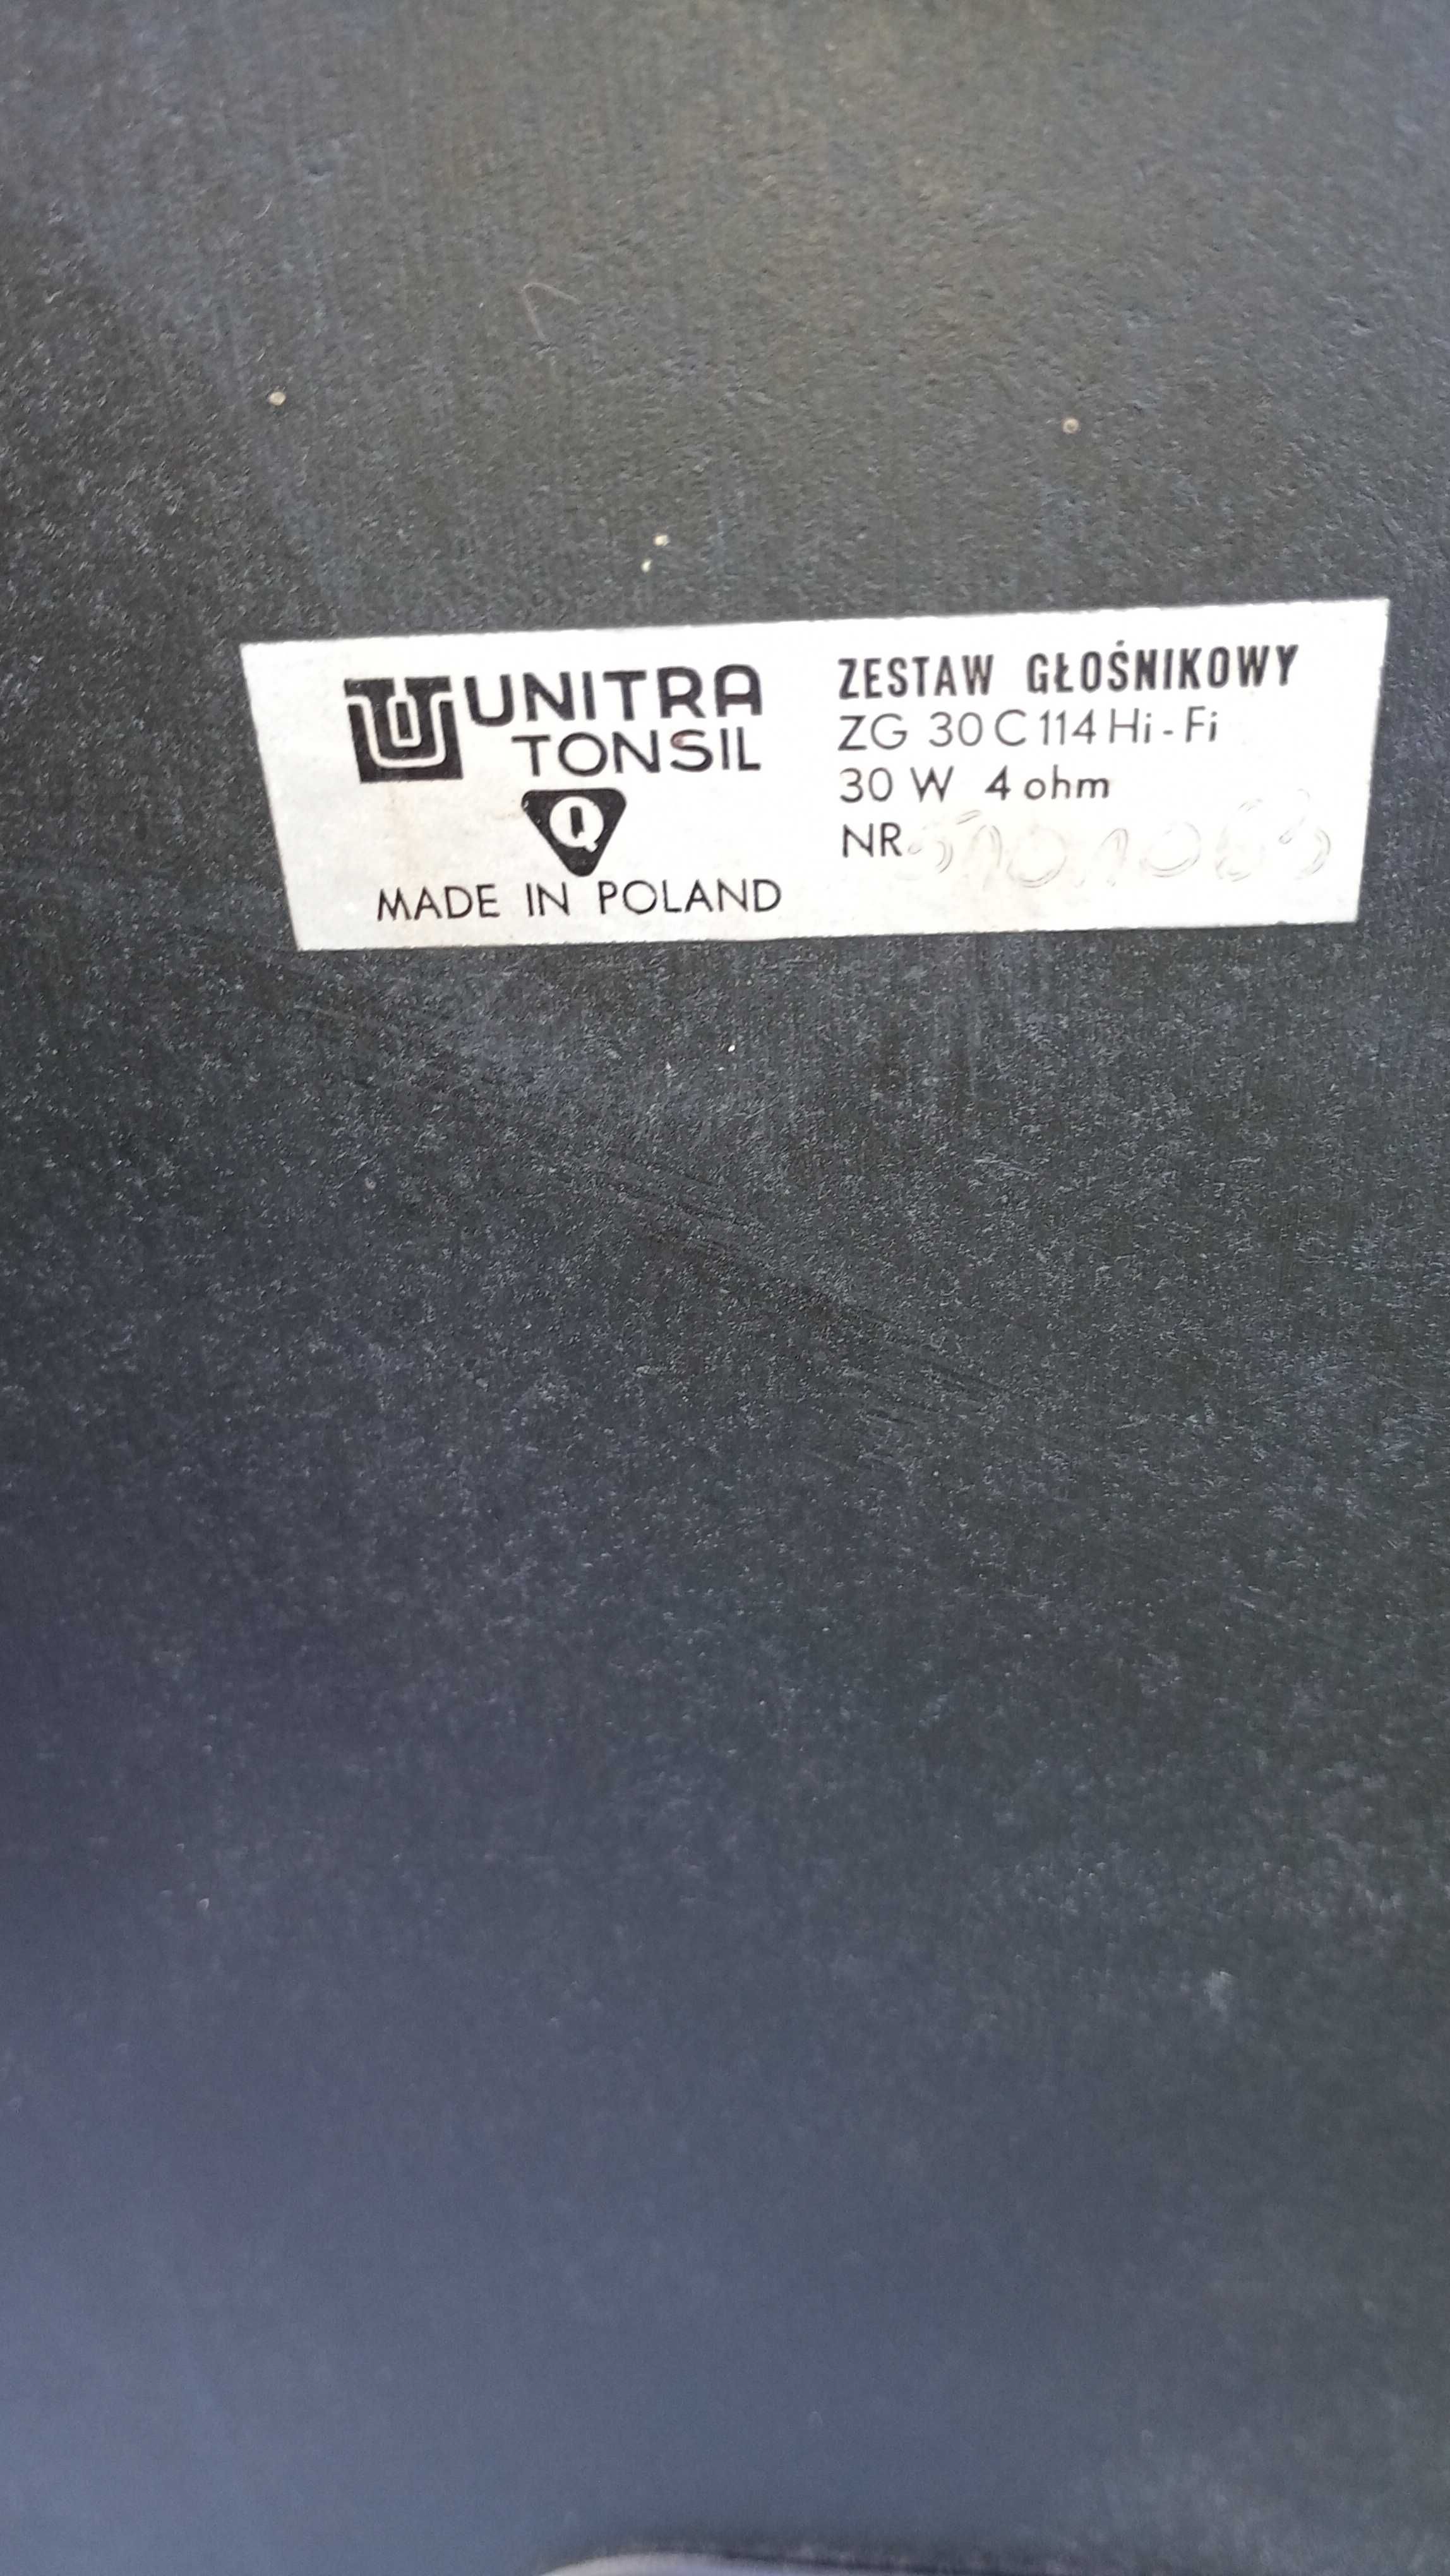 UNITRA
TONSIL
Q
MADE IN POLAND
ZESTAW GŁOŚNIKOWY
ZG 30 C 114 Hi-Fi
30 W 4 ohm
NR